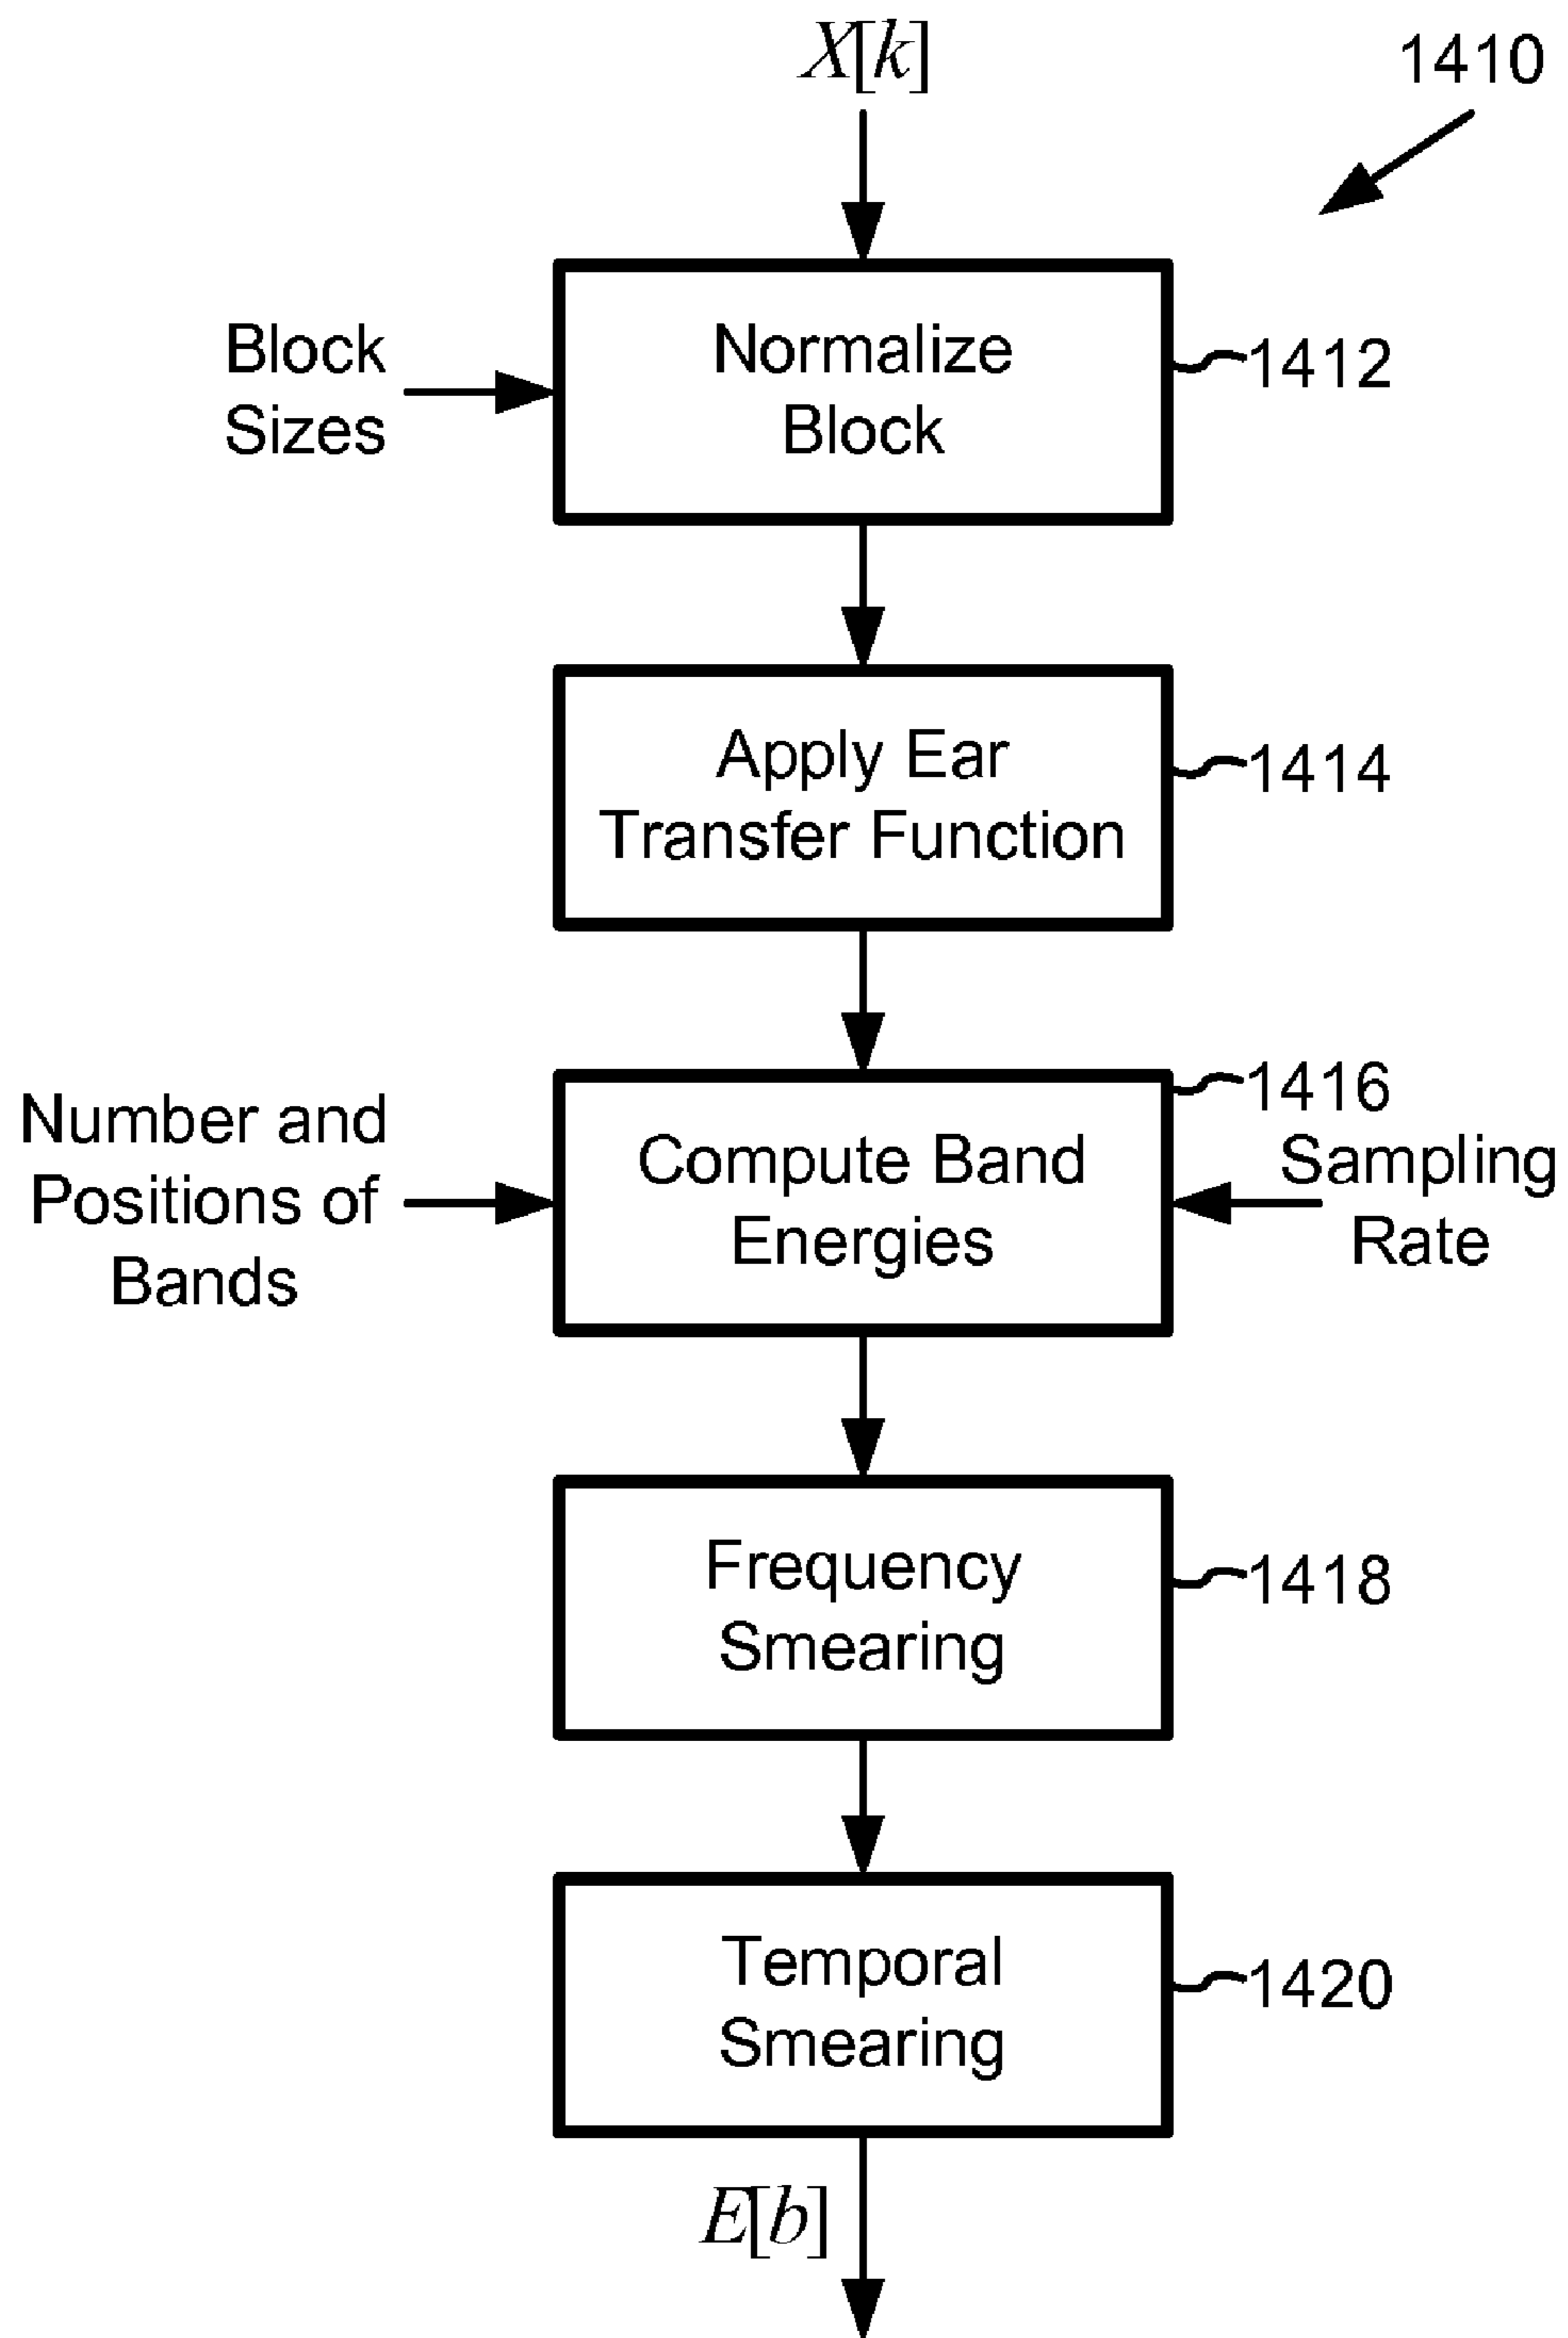 X[k]
1410
Block
Sizes
Normalize
Block
1412
Apply Ear
Transfer Function
1414
Number and
Positions of
Bands
Compute Band
Energies
1416
Sampling
Rate
Frequency
Smearing
1418
Temporal
Smearing
1420
E[b]